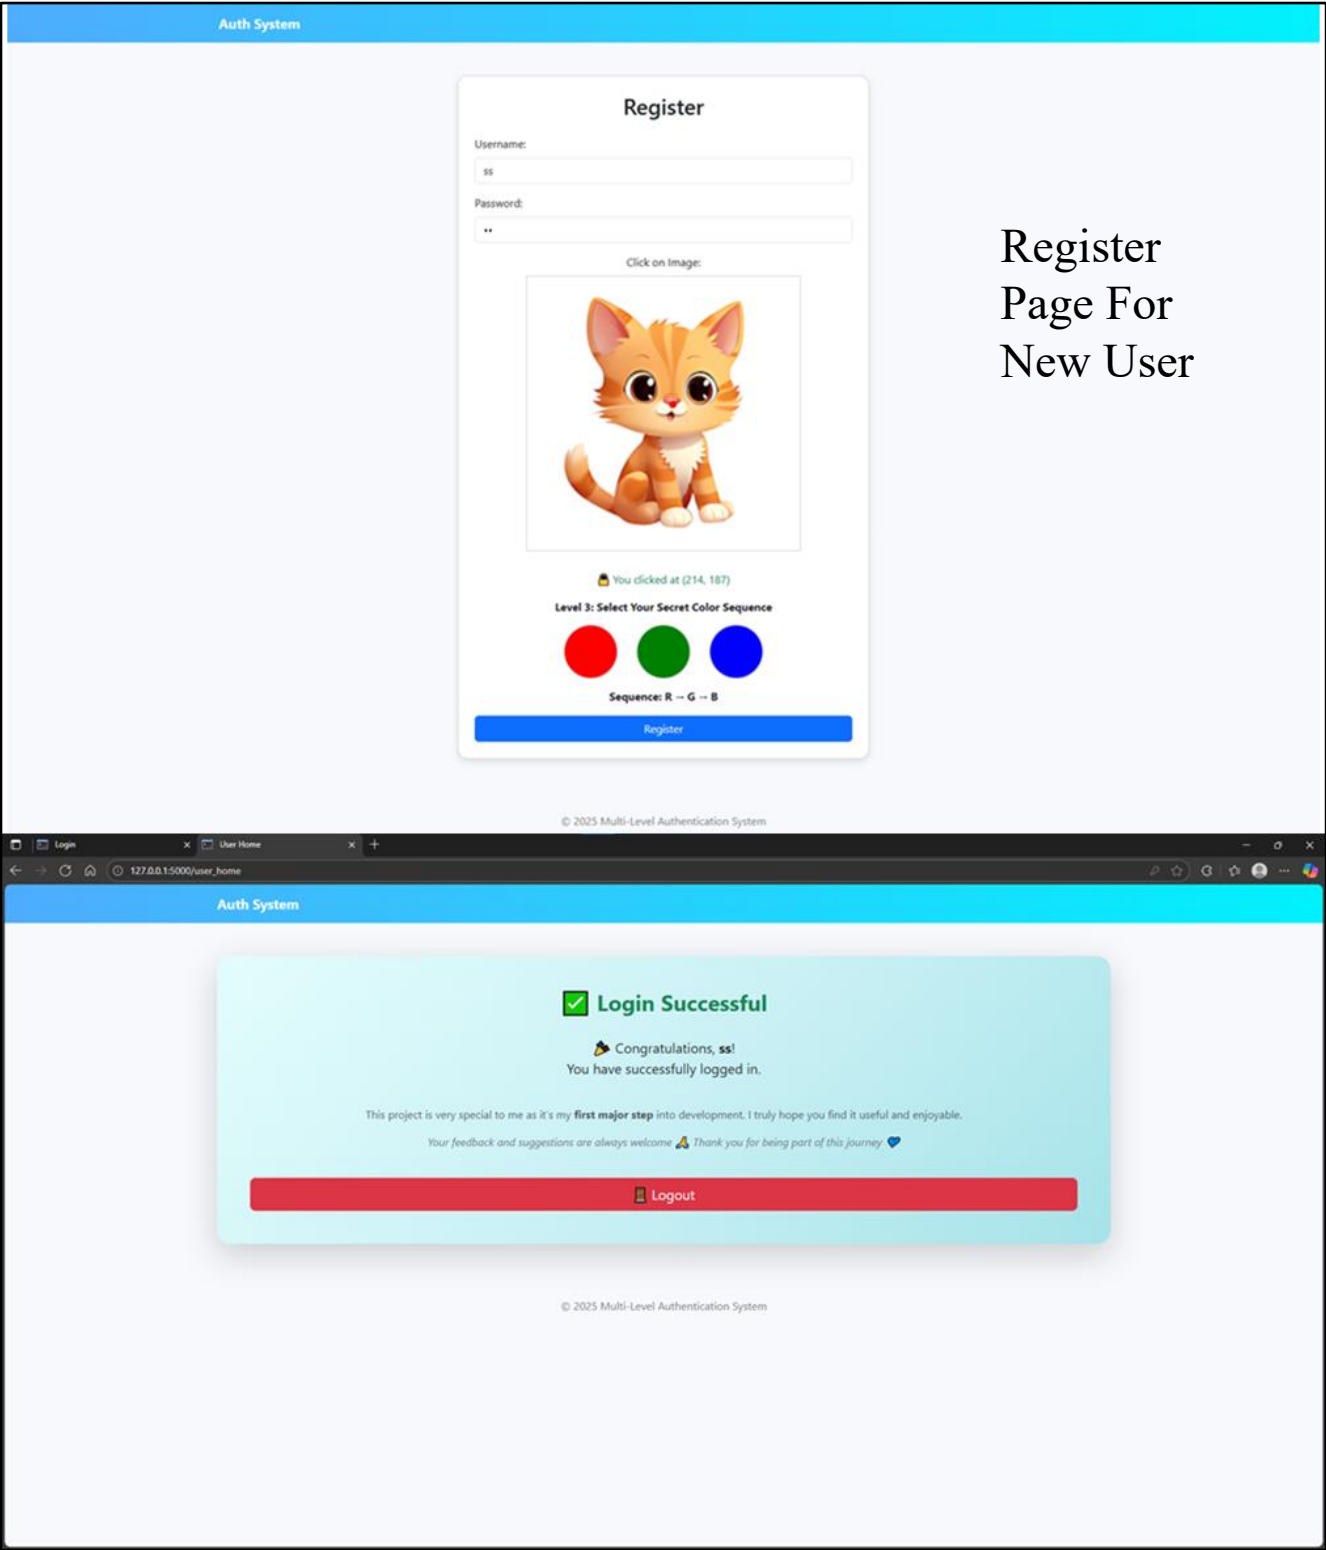 Auth System
Register
Username:
ss
Password:
••
Click on Image:
You clicked at (214, 187)
Level 3: Select Your Secret Color Sequence
Sequence: R → G → B
Register
© 2025 Multi-Level Authentication System
Register
Page For
New User
Login
User Home
127.0.0.1:5000/user_home
Auth System
✅ Login Successful
🎉 Congratulations, ss!
You have successfully logged in.
This project is very special to me as it's my first major step into development. I truly hope you find it useful and enjoyable.
Your feedback and suggestions are always welcome 🙏 Thank you for being part of this journey 💙
🚪 Logout
© 2025 Multi-Level Authentication System